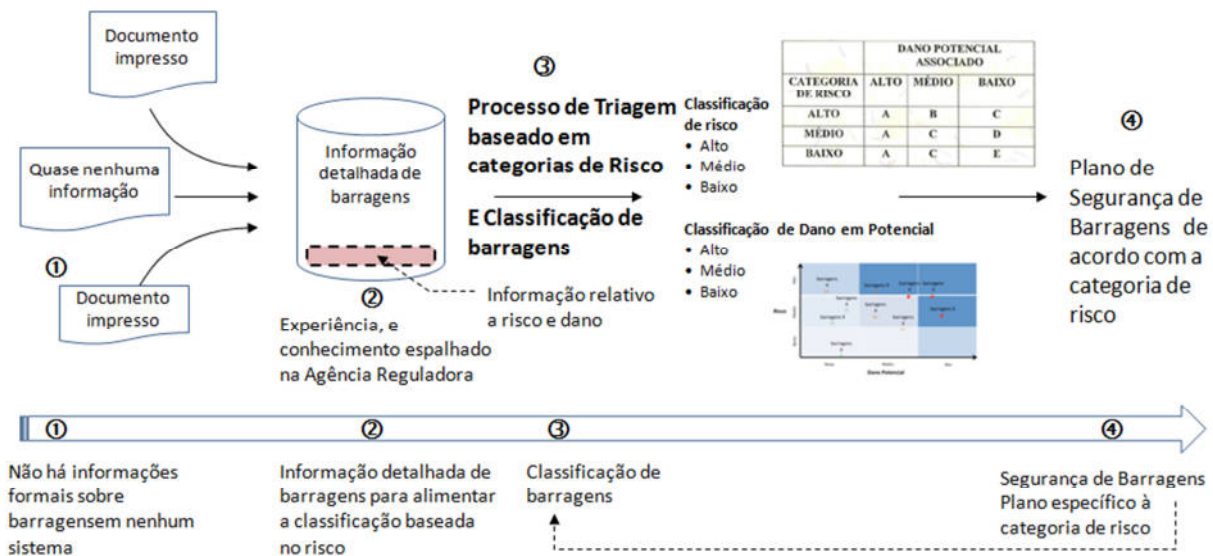 Documento
impresso
Quase nenhuma
informação
①
Documento
impresso
Informação
detalhada de
barragens
②
Experiência, e
conhecimento espalhado
na Agência Reguladora
Informação relativo
a risco e dano
③
Processo de Triagem
baseado em
categorias de Risco
E Classificação de
barragens
Classificação
de risco
• Alto
• Médio
• Baixo
DANO POTENCIAL
ASSOCIADO
CATEGORIA
DE RISCO
ALTO MÉDIO BAIXO
ALTO A B C
MÉDIO A C D
BAIXO A C E
Classificação de Dano em Potencial
• Alto
• Médio
• Baixo
Risco
Dano Potencial
④
Plano de
Segurança de
Barragens de
acordo com a
categoria de
risco
① ② ③ ④
Não há informações
formais sobre
barragensem nenhum
sistema
Informação detalhada de
barragens para alimentar
a classificação baseada
no risco
Classificação de
barragens
Segurança de Barragens
Plano específico à
categoria de risco